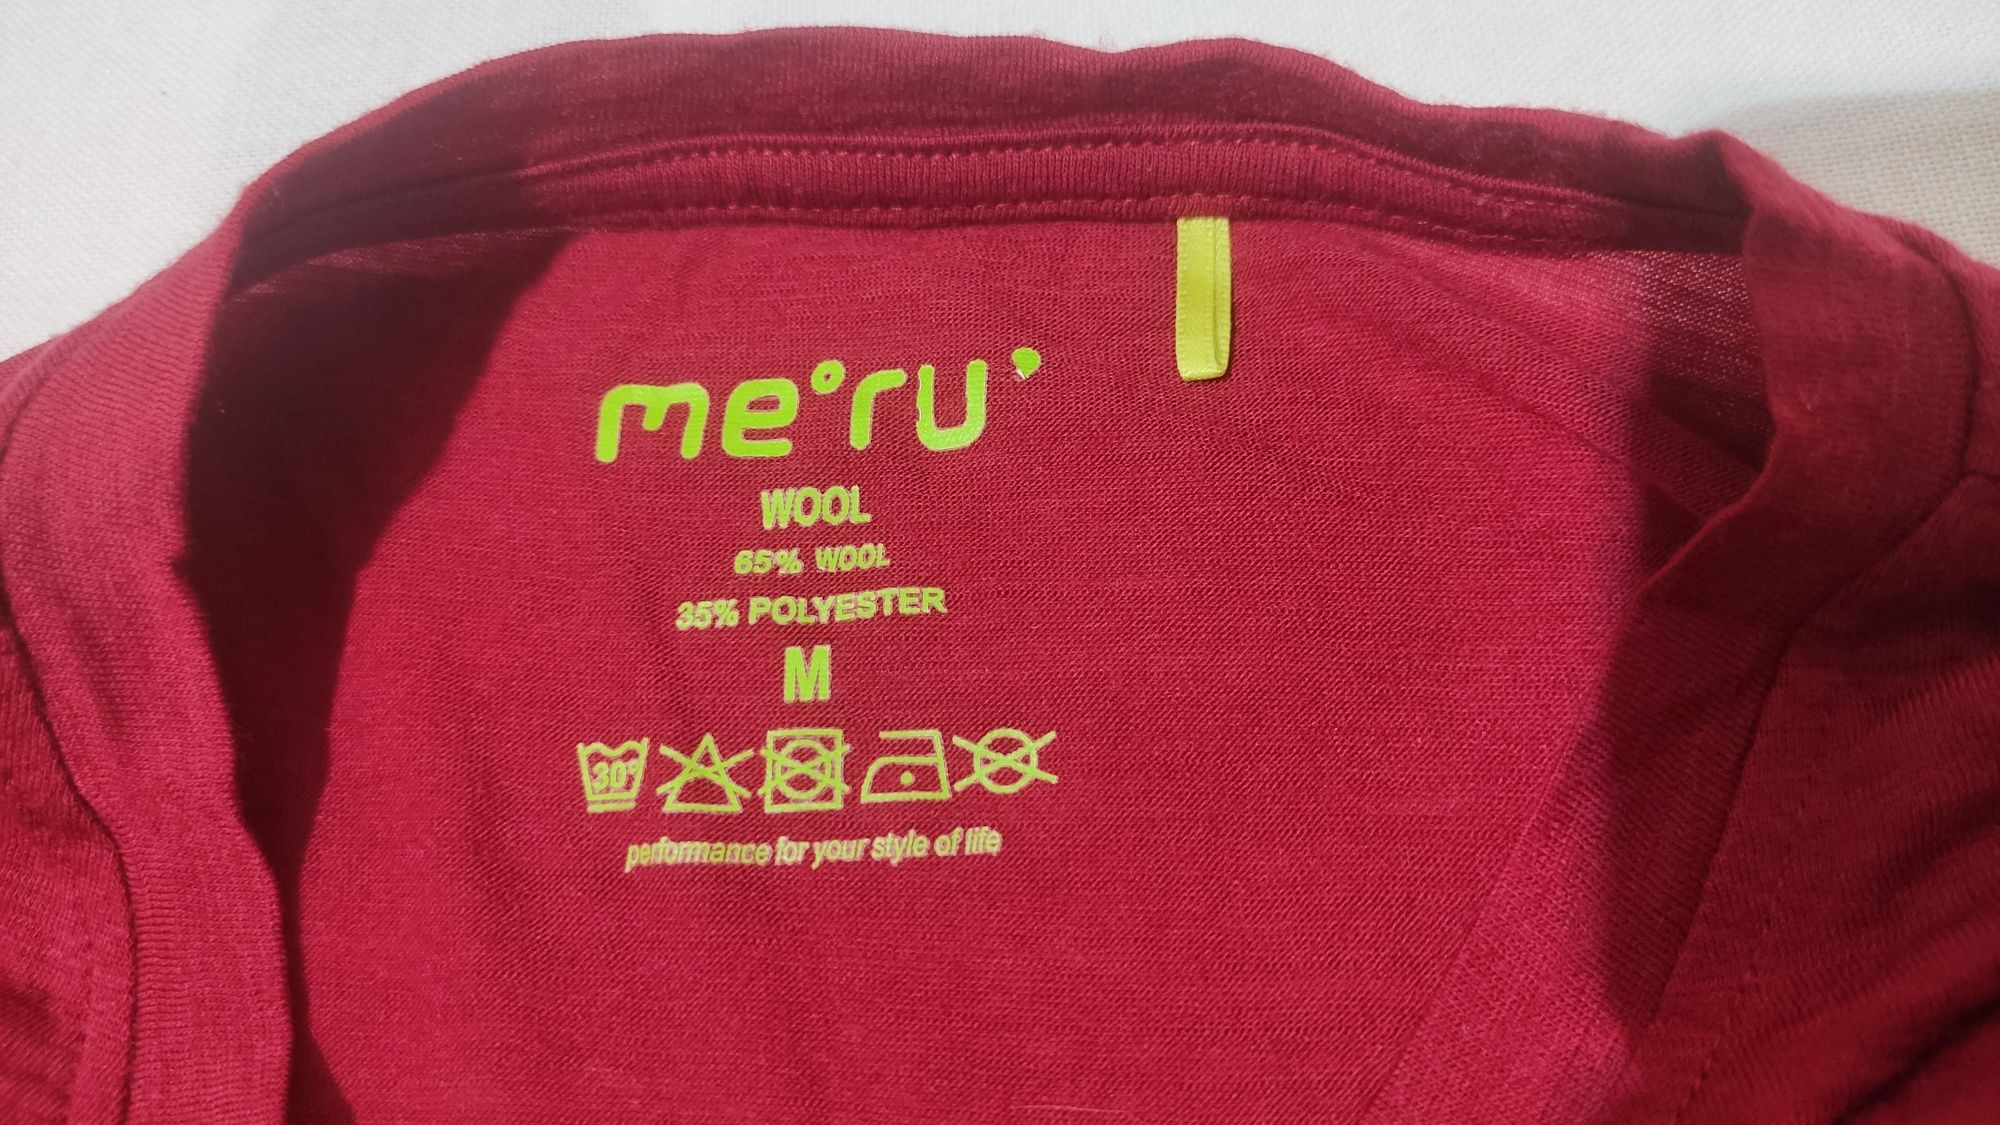 me°ru'
WOOL
65% WOOL
35% POLYESTER
M
30°
performance for your style of life